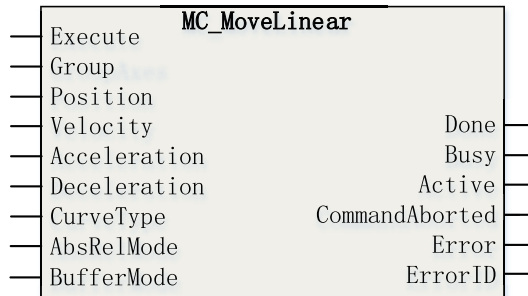 MC_MoveLinear
Execute
Group
Position
Velocity
Acceleration
Deceleration
CurveType
AbsRelMode
BufferMode
Done
Busy
Active
CommandAborted
Error
ErrorID